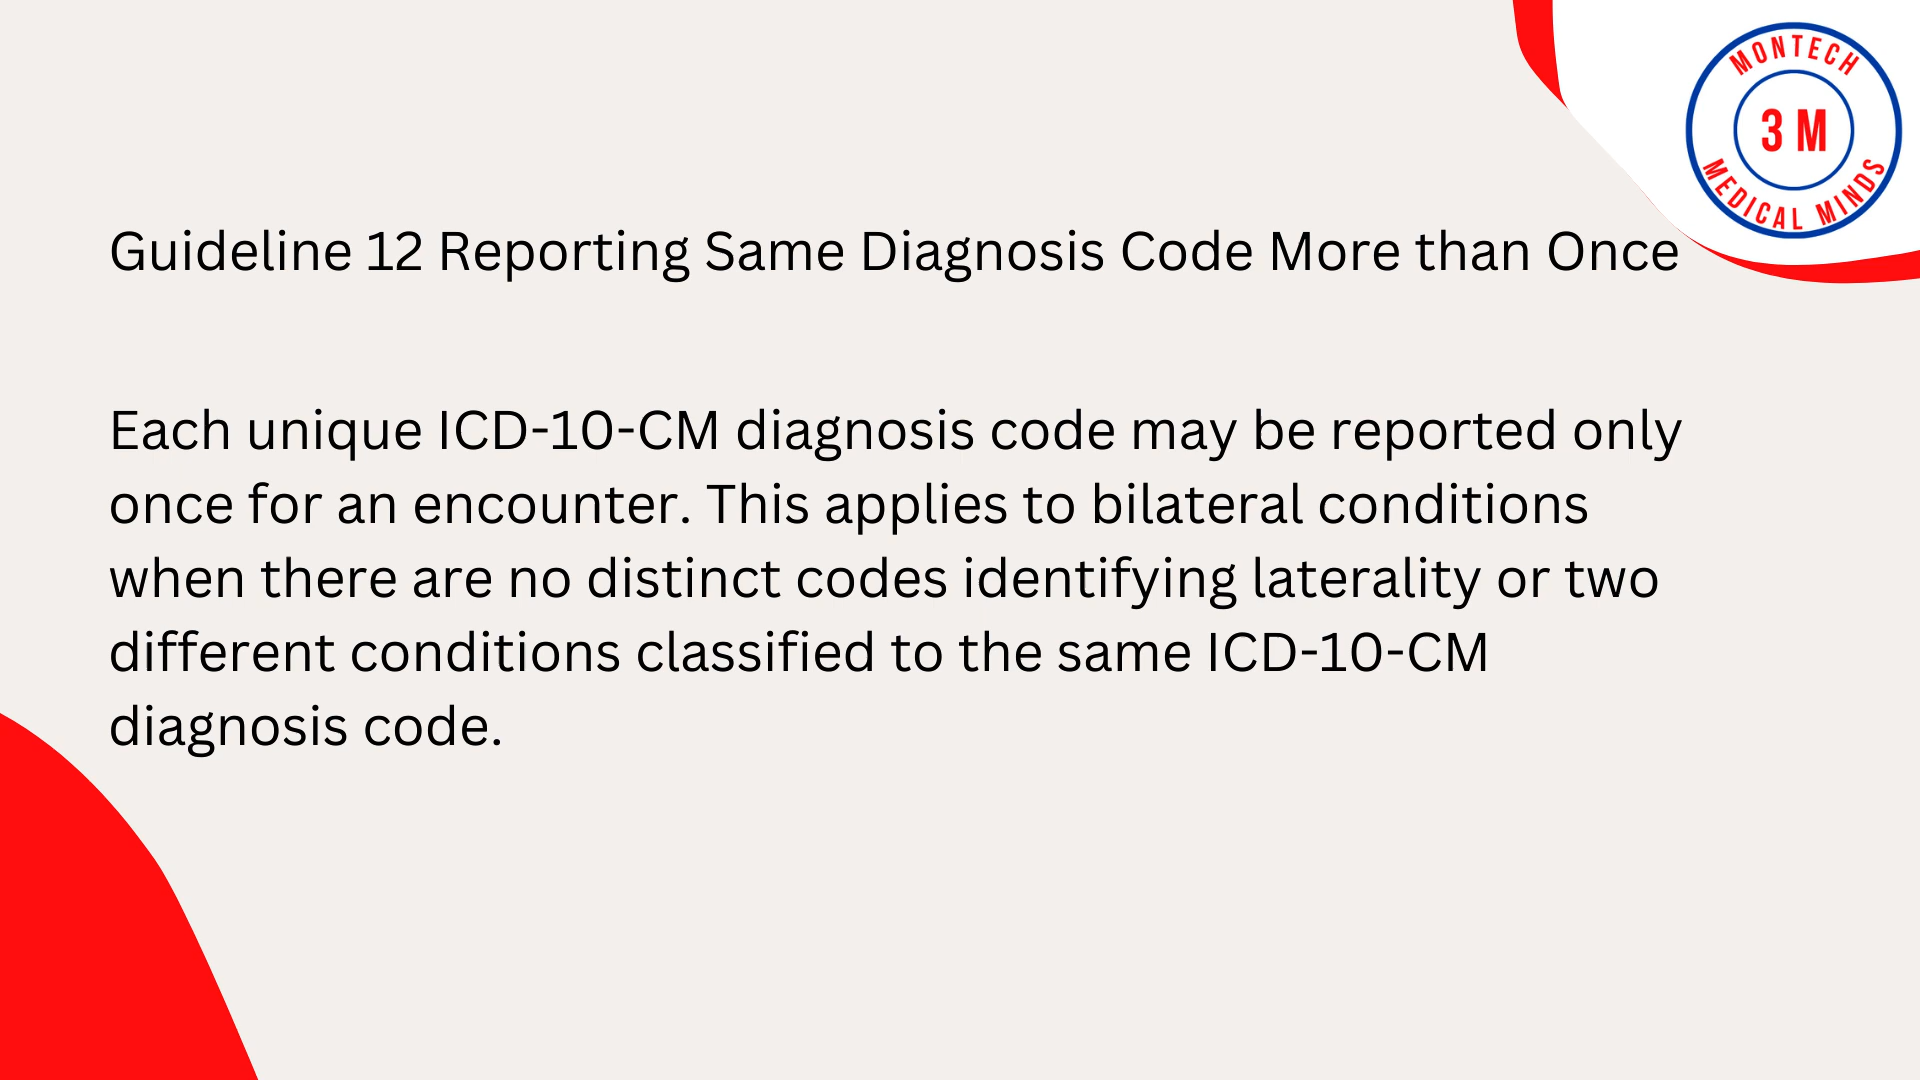 MONTECH
3 M
MEDICAL MINDS
Guideline 12 Reporting Same Diagnosis Code More than Once
Each unique ICD-10-CM diagnosis code may be reported only
once for an encounter. This applies to bilateral conditions
when there are no distinct codes identifying laterality or two
different conditions classified to the same ICD-10-CM
diagnosis code.